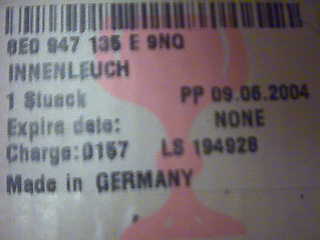 8E0 947 135 E 9NQ
INNENLEUCH
1 Stueck PP 09.06.2004
Expire date: NONE
Charge:0157 LS 194928
Made in GERMANY